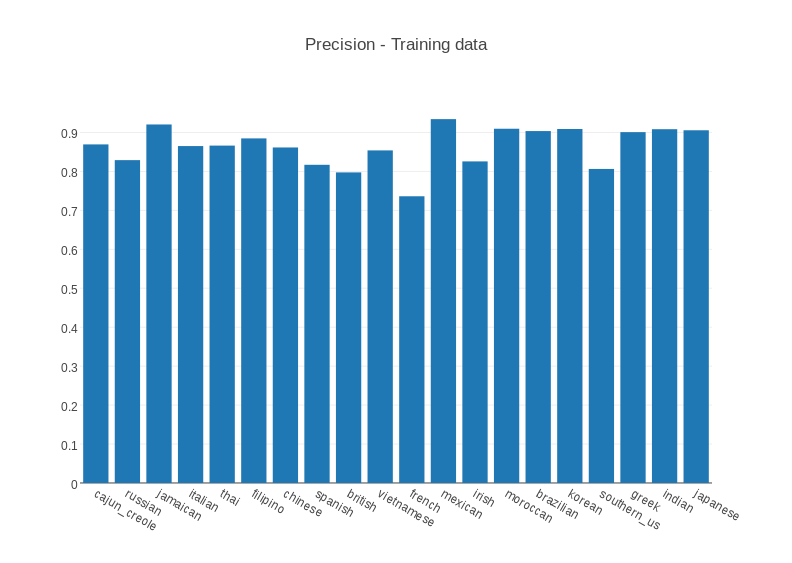 Precision - Training data
0.9
0.8
0.7
0.6
0.5
0.4
0.3
0.2
0.1
0
cajun_creole
russian
jamaican
italian
thai
filipino
chinese
spanish
british
vietnamese
french
mexican
irish
moroccan
brazilian
korean
southern_us
greek
indian
japanese